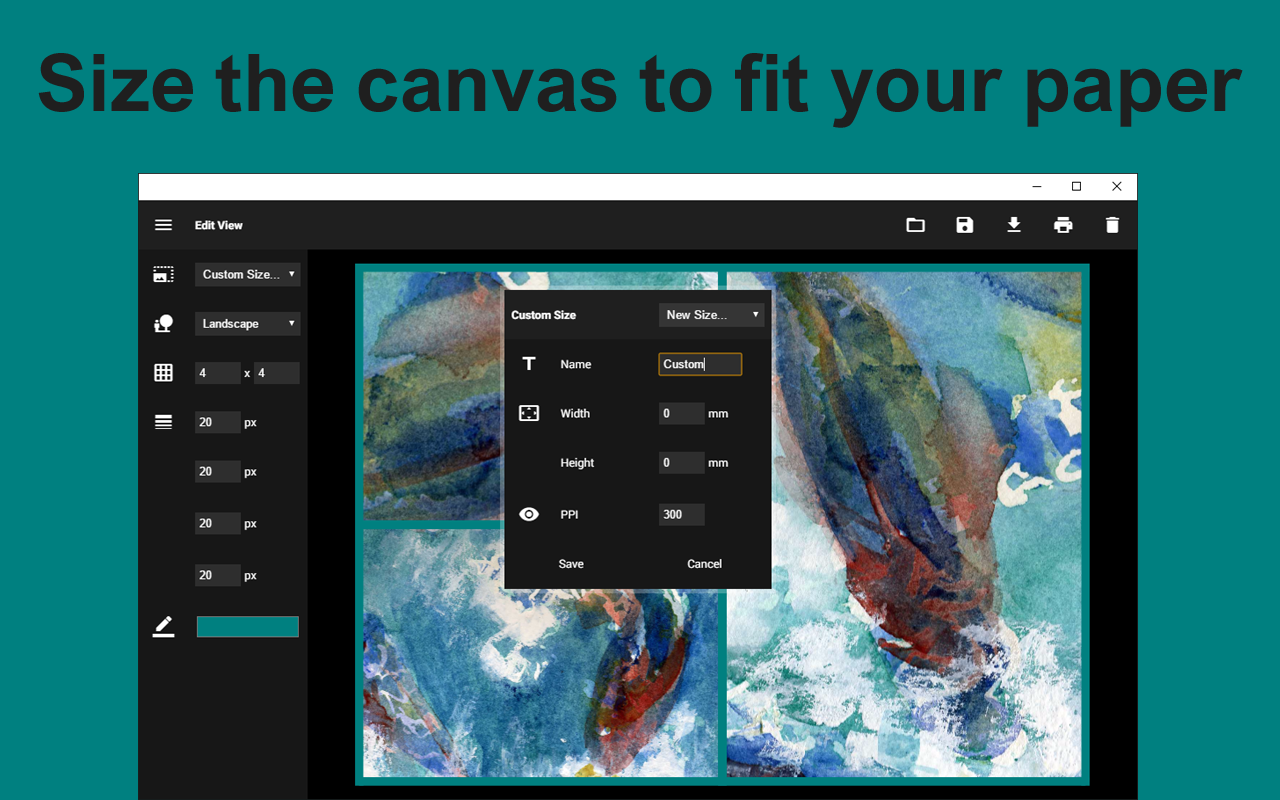 Size the canvas to fit your paper
Edit View
Custom Size...
Landscape
4 x 4
20 px
20 px
20 px
20 px
Custom Size New Size...
Name Custom
Width 0 mm
Height 0 mm
PPI 300
Save Cancel